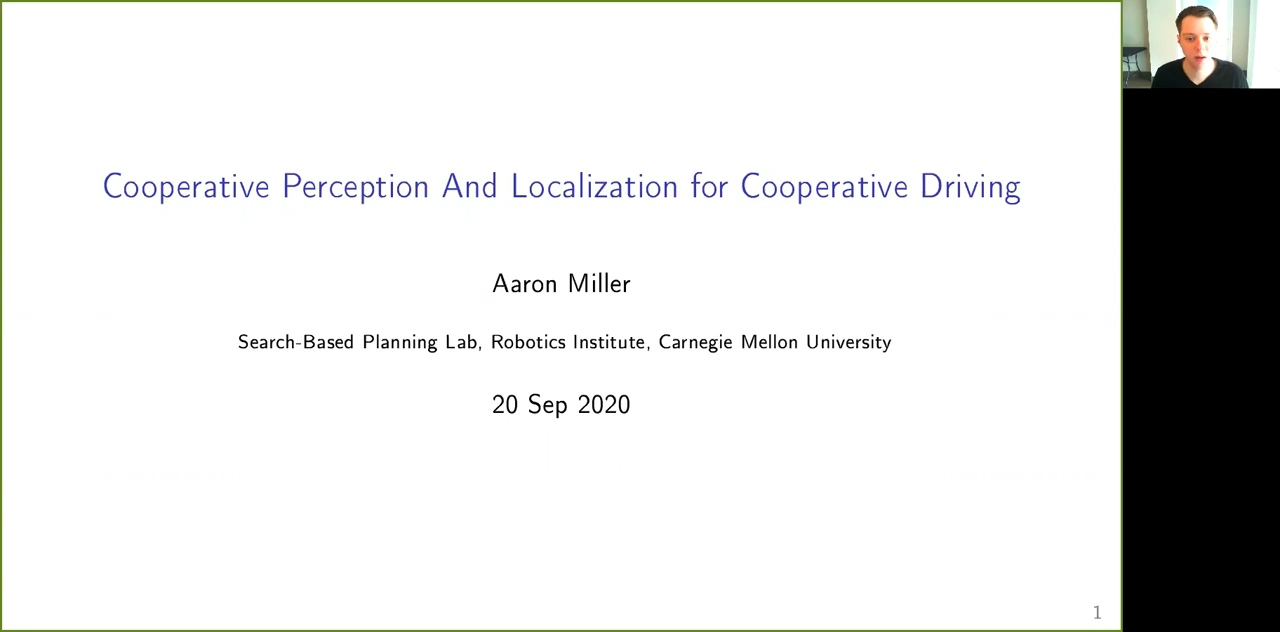 Cooperative Perception And Localization for Cooperative Driving
Aaron Miller
Search-Based Planning Lab, Robotics Institute, Carnegie Mellon University
20 Sep 2020
1